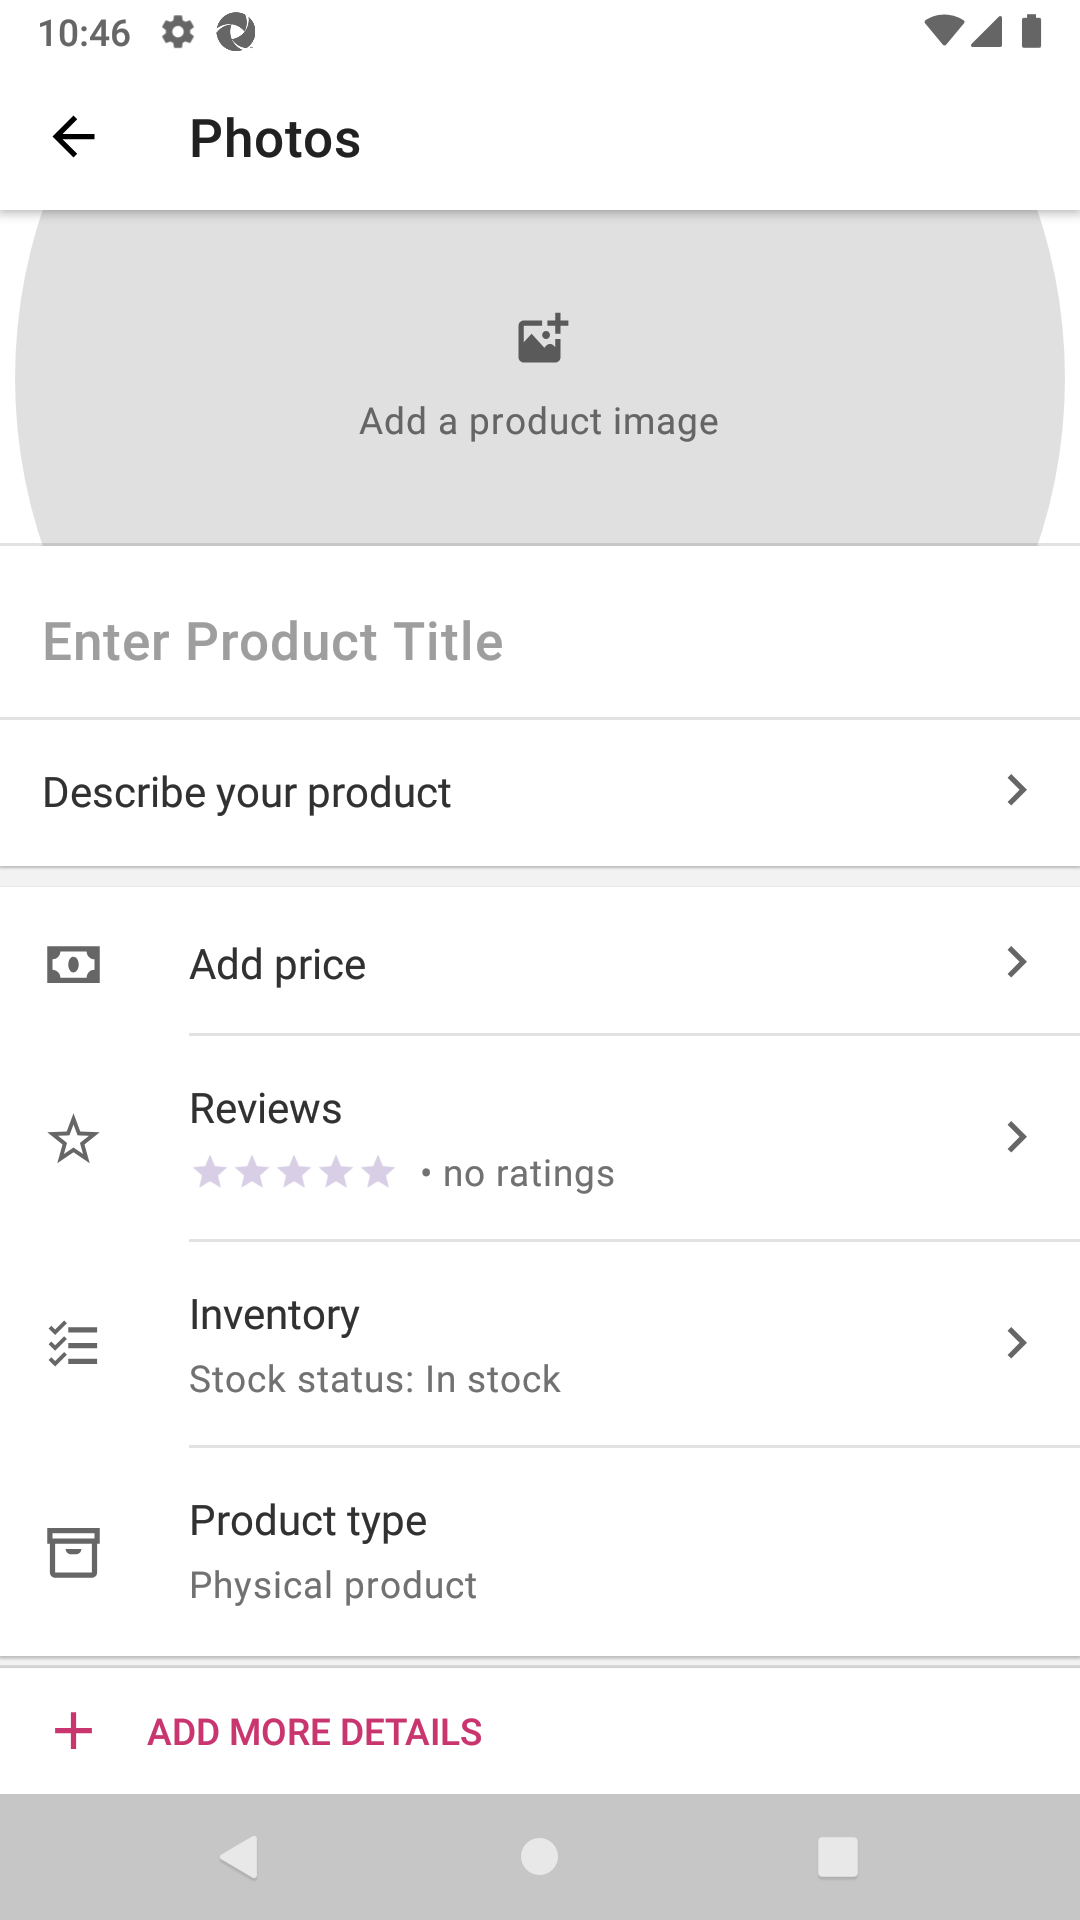 10:46
Photos
Add a product image
Enter Product Title
Describe your product
Add price
Reviews
• no ratings
Inventory
Stock status: In stock
Product type
Physical product
ADD MORE DETAILS